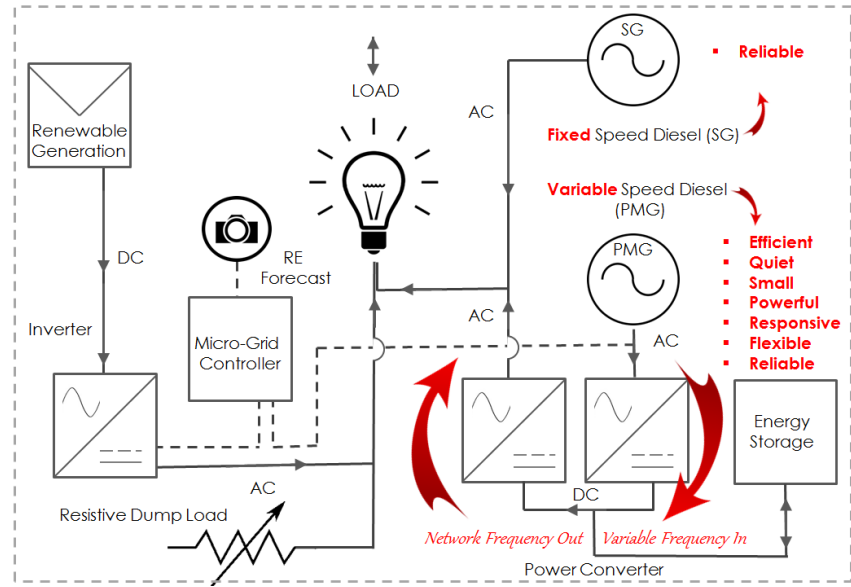 SG
▪ Reliable
LOAD
AC
Renewable
Generation
Fixed Speed Diesel (SG)
Variable Speed Diesel
(PMG)
PMG
▪ Efficient
▪ Quiet
▪ Small
▪ Powerful
▪ Responsive
▪ Flexible
▪ Reliable
DC
RE
Forecast
Inverter
Micro-Grid
Controller
AC
AC
Energy
Storage
AC
DC
Resistive Dump Load
Network Frequency Out
Variable Frequency In
Power Converter